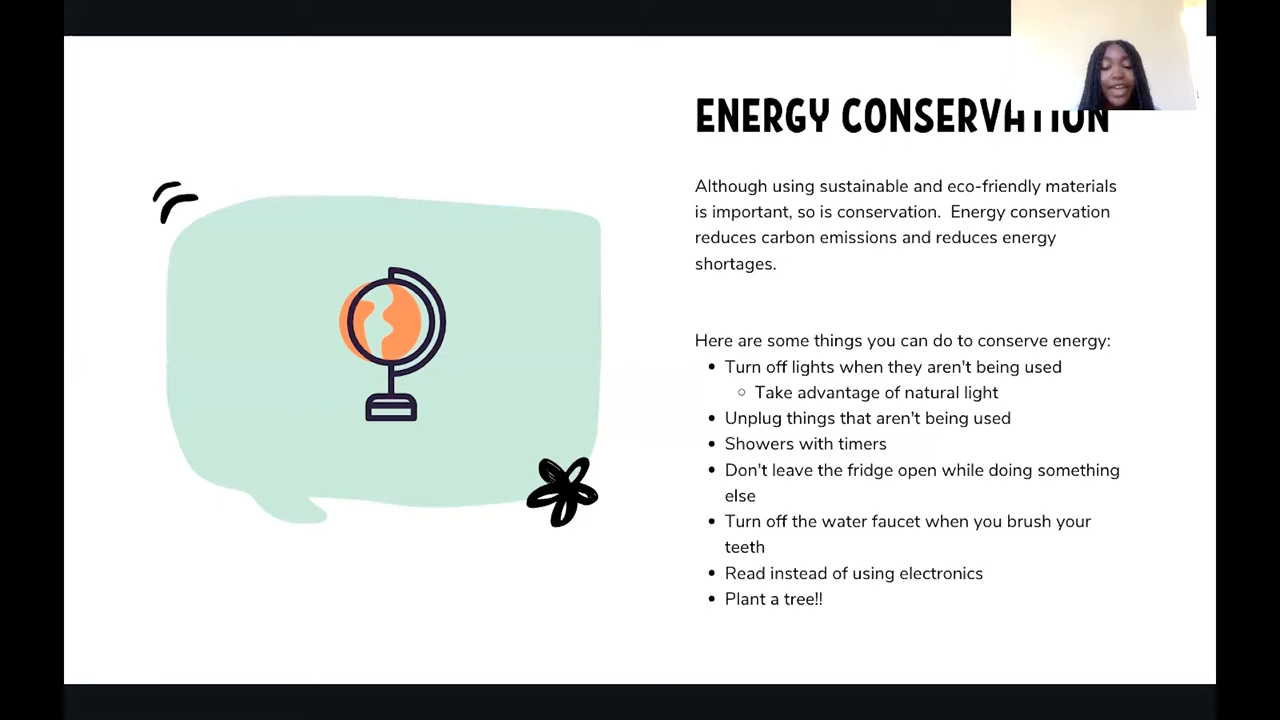 ENERGY CONSERVATION
Although using sustainable and eco-friendly materials
is important, so is conservation.  Energy conservation
reduces carbon emissions and reduces energy
shortages.
Here are some things you can do to conserve energy:
• Turn off lights when they aren't being used
○ Take advantage of natural light
• Unplug things that aren't being used
• Showers with timers
• Don't leave the fridge open while doing something
else
• Turn off the water faucet when you brush your
teeth
• Read instead of using electronics
• Plant a tree!!